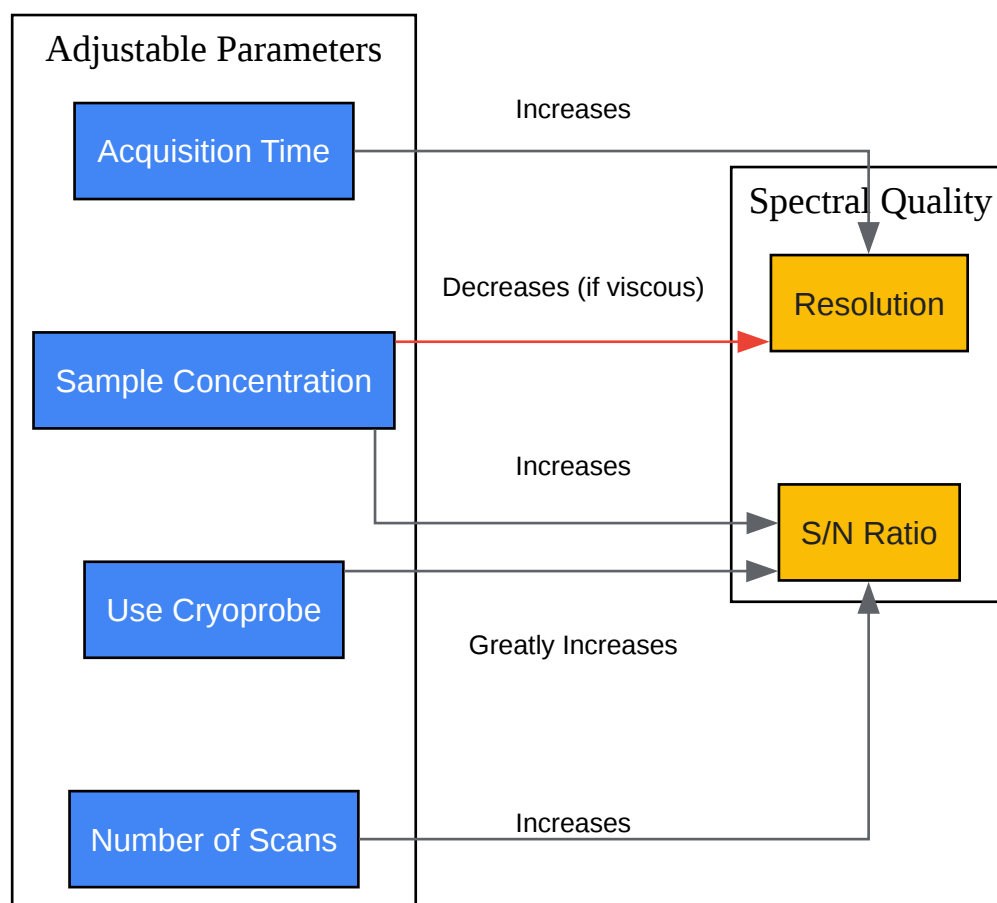 Adjustable Parameters
Acquisition Time
Increases
Spectral Quality
Resolution
Decreases (if viscous)
Sample Concentration
Increases
S/N Ratio
Use Cryoprobe
Greatly Increases
Number of Scans
Increases